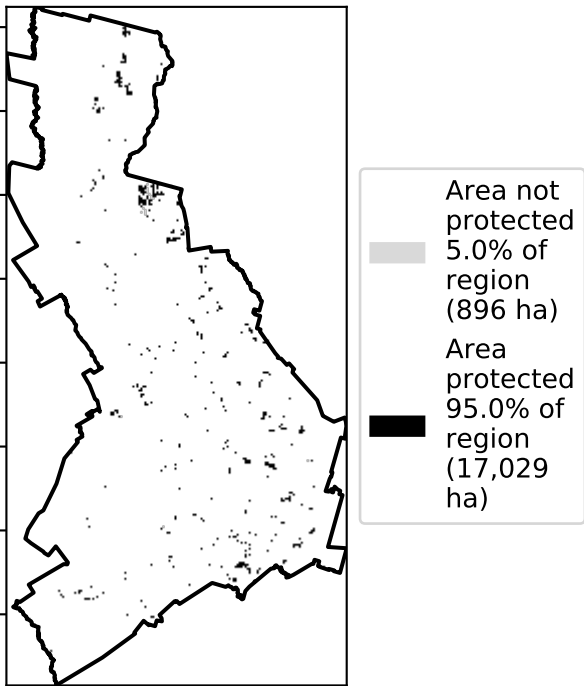 Area not
protected
5.0% of
region
(896 ha)
Area
protected
95.0% of
region
(17,029
ha)